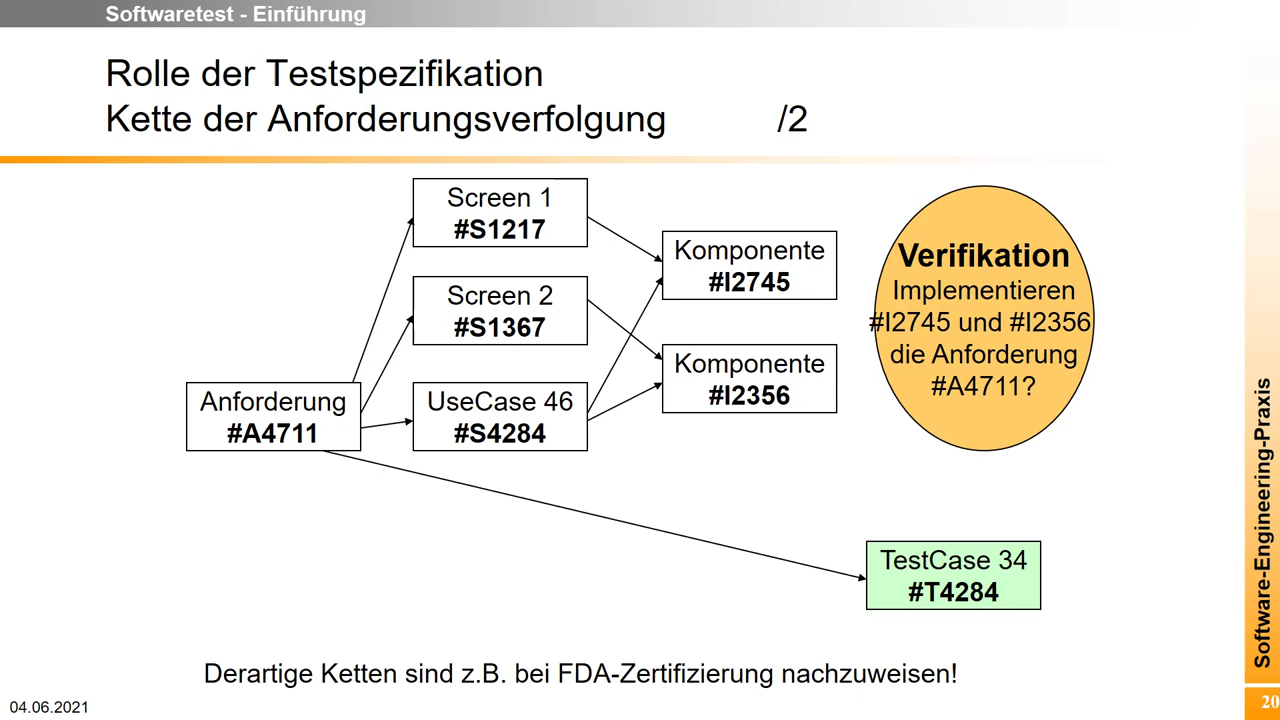 Softwaretest - Einführung
Rolle der Testspezifikation
Kette der Anforderungsverfolgung /2
Screen 1
#S1217
Screen 2
#S1367
Anforderung
#A4711
UseCase 46
#S4284
Komponente
#I2745
Komponente
#I2356
Verifikation
Implementieren
#I2745 und #I2356
die Anforderung
#A4711?
TestCase 34
#T4284
Derartige Ketten sind z.B. bei FDA-Zertifizierung nachzuweisen!
04.06.2021
Software-Engineering-Praxis
20